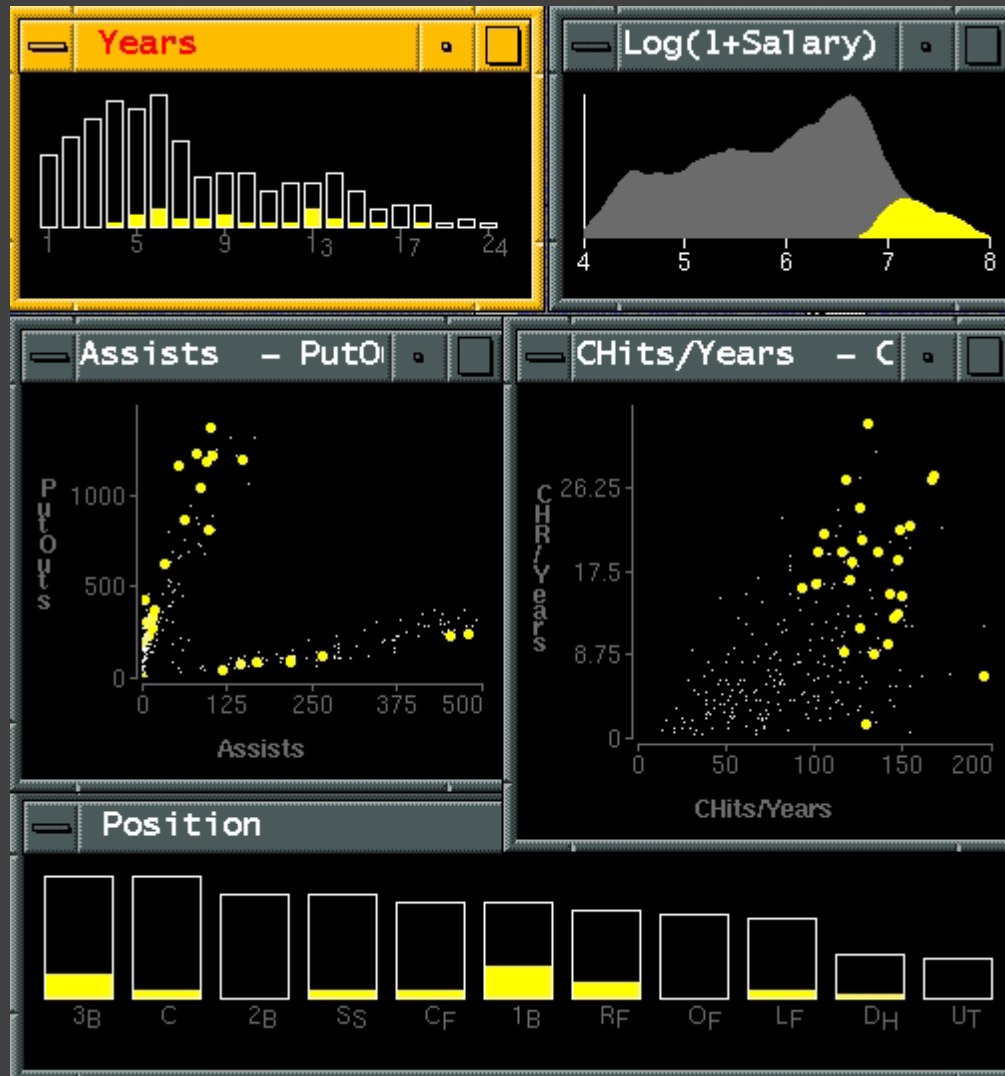 Years
1 5 9 13 17 24
Log(1+Salary)
4 5 6 7 8
Assists - PutO
PutOuts
1000
500
0
0 125 250 375 500
Assists
CHits/Years - C
CHR/Years
26.25
17.5
8.75
0
0 50 100 150 200
CHits/Years
Position
3B C 2B SS CF 1B RF OF LF DH UT